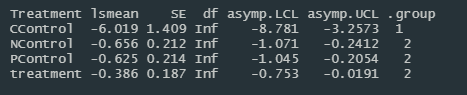 Treatment lsmean SE df asymp.LCL asymp.UCL .group
CControl -6.019 1.409 Inf -8.781 -3.2573 1
NControl -0.656 0.212 Inf -1.071 -0.2412 2
PControl -0.625 0.214 Inf -1.045 -0.2054 2
treatment -0.386 0.187 Inf -0.753 -0.0191 2